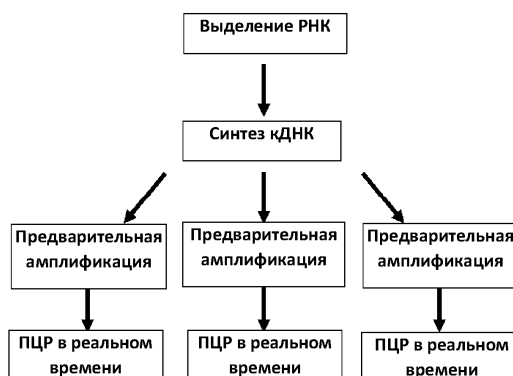 Выделение РНК
Синтез кДНК
Предварительная
амплификация
Предварительная
амплификация
Предварительная
амплификация
ПЦР в реальном
времени
ПЦР в реальном
времени
ПЦР в реальном
времени